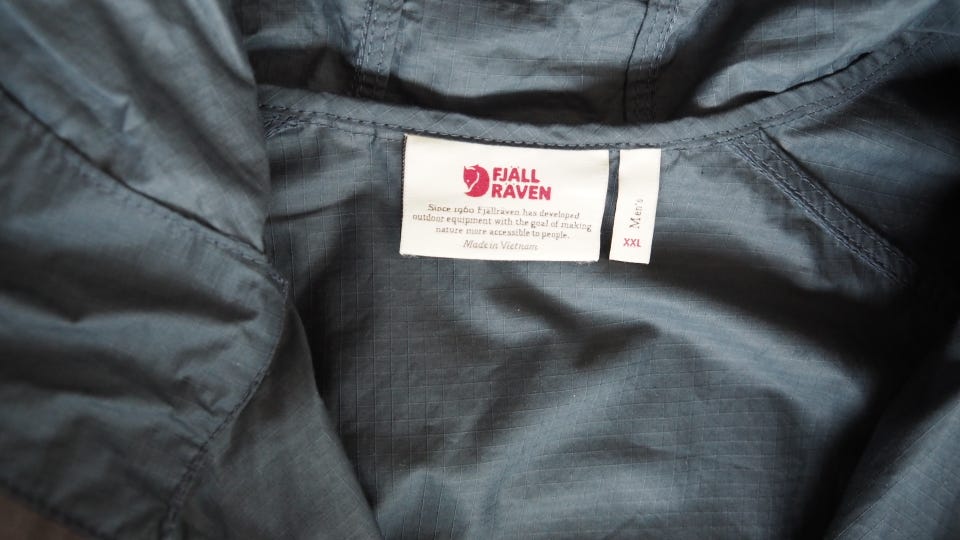 FJÄLL
RÄVEN
Since 1960 Fjällräven has developed
outdoor equipment with the goal of making
nature more accessible to people.
Made in Vietnam
Men's
XXL